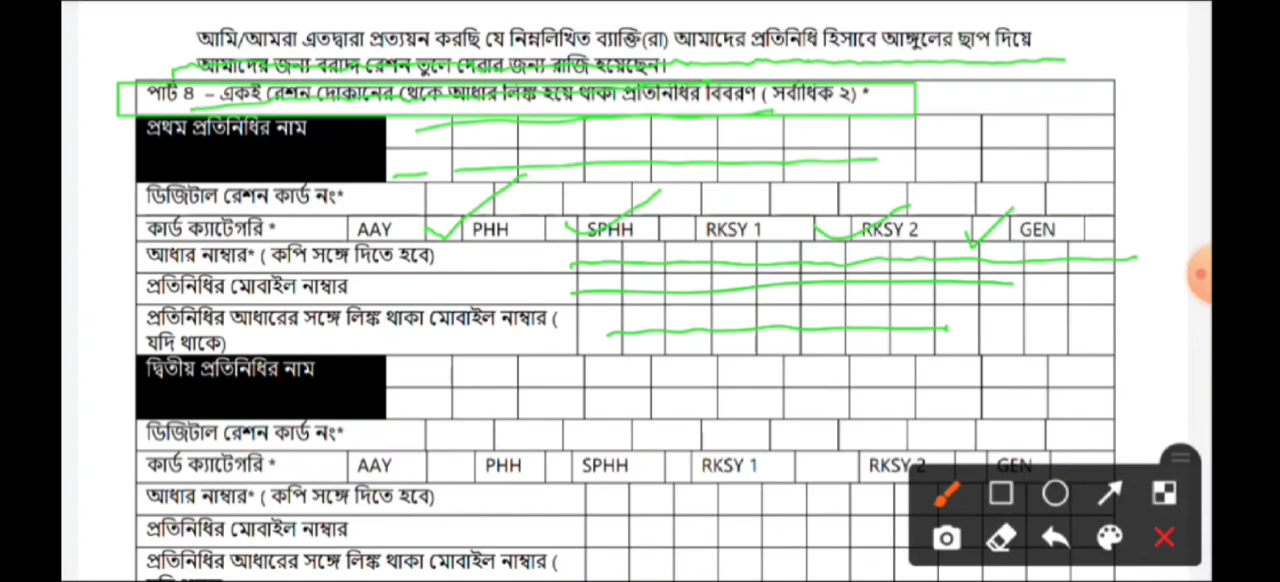 আমি/আমরা এতদ্বারা প্রত্যয়ন করছি যে নিম্নলিখিত ব্যাক্তি(রা) আমাদের প্রতিনিধি হিসাবে আঙ্গুলের ছাপ দিয়ে
আমাদের জন্য বরাদ্দ রেশন তুলে দেবার জন্য রাজি হয়েছেন।
পার্ট ৪ – একই রেশন দোকানের থেকে আধার লিঙ্ক হয়ে থাকা প্রতিনিধির বিবরণ ( সর্বাধিক ২ ) *
প্রথম প্রতিনিধির নাম
ডিজিটাল রেশন কার্ড নং*
কার্ড ক্যাটেগরি * AAY PHH SPHH RKSY 1 RKSY 2 GEN
আধার নাম্বার* ( কপি সঙ্গে দিতে হবে)
প্রতিনিধির মোবাইল নাম্বার
প্রতিনিধির আধারের সঙ্গে লিঙ্ক থাকা মোবাইল নাম্বার (
যদি থাকে)
দ্বিতীয় প্রতিনিধির নাম
ডিজিটাল রেশন কার্ড নং*
কার্ড ক্যাটেগরি * AAY PHH SPHH RKSY 1 RKSY 2 GEN
আধার নাম্বার* ( কপি সঙ্গে দিতে হবে)
প্রতিনিধির মোবাইল নাম্বার
প্রতিনিধির আধারের সঙ্গে লিঙ্ক থাকা মোবাইল নাম্বার (